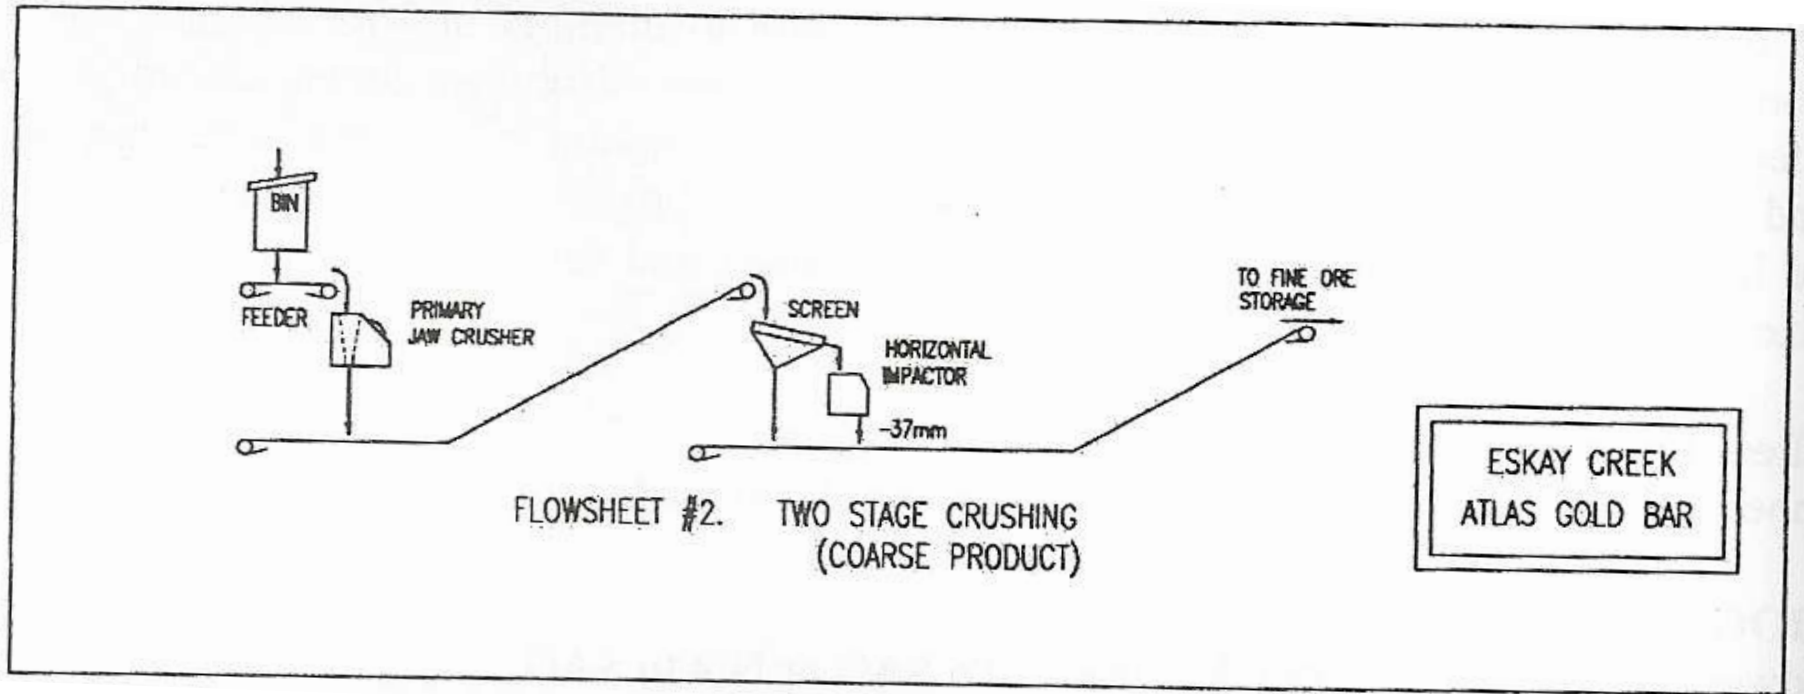 BIN
FEEDER
PRIMARY
JAW CRUSHER
SCREEN
HORIZONTAL
IMPACTOR
-37mm
TO FINE ORE
STORAGE
FLOWSHEET #2. TWO STAGE CRUSHING
(COARSE PRODUCT)
ESKAY CREEK
ATLAS GOLD BAR